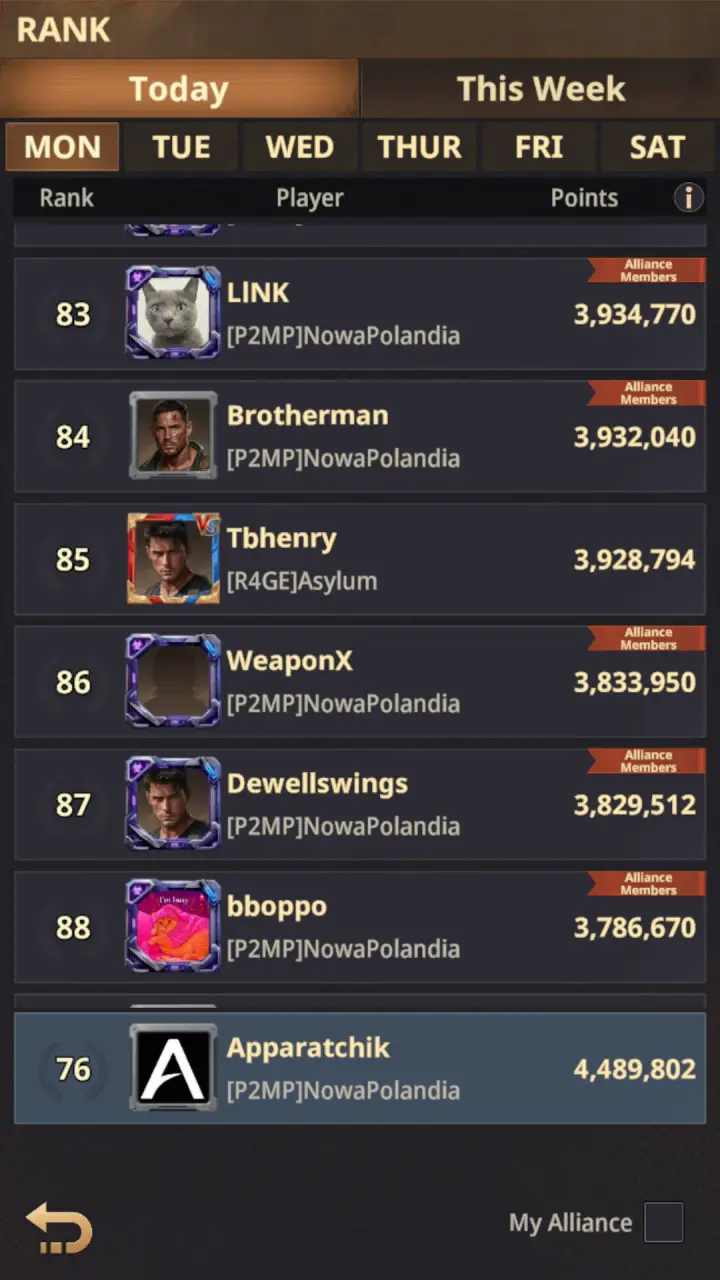 RANK
Today
This Week
MON
TUE
WED
THUR
FRI
SAT
Rank
Player
Points
i
83
LINK
[P2MP]NowaPolandia
Alliance
Members
3,934,770
84
Brotherman
[P2MP]NowaPolandia
Alliance
Members
3,932,040
85
VS
Tbhenry
[R4GE]Asylum
3,928,794
86
WeaponX
[P2MP]NowaPolandia
Alliance
Members
3,833,950
87
Dewellswings
[P2MP]NowaPolandia
Alliance
Members
3,829,512
88
I'm busy
bboppo
[P2MP]NowaPolandia
Alliance
Members
3,786,670
76
A
Apparatchik
[P2MP]NowaPolandia
4,489,802
My Alliance